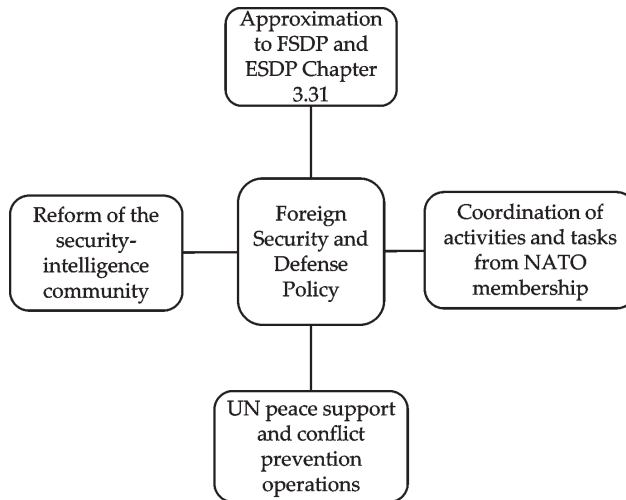 Approximation
to FSDP and
ESDP Chapter
3.31
Reform of the
security-
intelligence
community
Foreign
Security and
Defense
Policy
Coordination of
activities and tasks
from NATO
membership
UN peace support
and conflict
prevention
operations